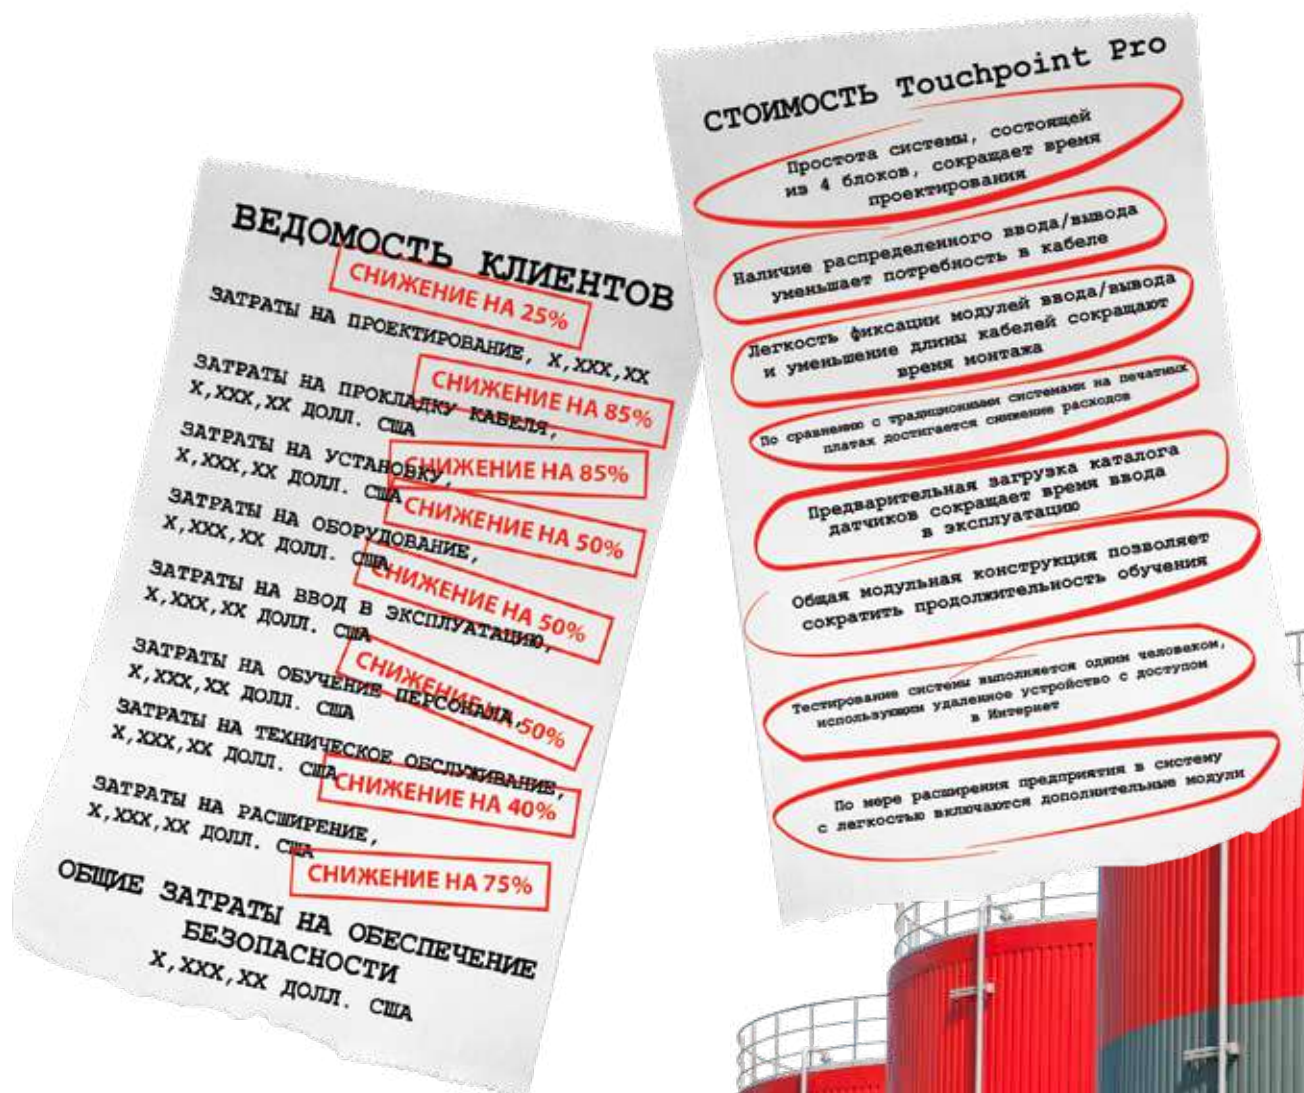 ВЕДОМОСТЬ КЛИЕНТОВ
СНИЖЕНИЕ НА 25%
ЗАТРАТЫ НА ПРОЕКТИРОВАНИЕ, X,XXX,XX
СНИЖЕНИЕ НА 85%
ЗАТРАТЫ НА ПРОКЛАДКУ КАБЕЛЯ,
X,XXX,XX ДОЛЛ. США
СНИЖЕНИЕ НА 85%
ЗАТРАТЫ НА УСТАНОВКУ,
X,XXX,XX ДОЛЛ. США
СНИЖЕНИЕ НА 50%
ЗАТРАТЫ НА ОБОРУДОВАНИЕ,
X,XXX,XX ДОЛЛ. США
СНИЖЕНИЕ НА 50%
ЗАТРАТЫ НА ВВОД В ЭКСПЛУАТАЦИЮ,
X,XXX,XX ДОЛЛ. США
СНИЖЕНИЕ НА 50%
ЗАТРАТЫ НА ОБУЧЕНИЕ ПЕРСОНАЛА,
X,XXX,XX ДОЛЛ. США
ЗАТРАТЫ НА ТЕХНИЧЕСКОЕ ОБСЛУЖИВАНИЕ,
X,XXX,XX ДОЛЛ. США
СНИЖЕНИЕ НА 40%
ЗАТРАТЫ НА РАСШИРЕНИЕ,
X,XXX,XX ДОЛЛ. США
СНИЖЕНИЕ НА 75%
ОБЩИЕ ЗАТРАТЫ НА ОБЕСПЕЧЕНИЕ
БЕЗОПАСНОСТИ
X,XXX,XX ДОЛЛ. США
СТОИМОСТЬ Touchpoint Pro
Простота системы, состоящей
из 4 блоков, сокращает время
проектирования
Наличие распределенного ввода/вывода
уменьшает потребность в кабеле
Легкость фиксации модулей ввода/вывода
и уменьшение длины кабелей сокращают
время монтажа
По сравнению с традиционными системами на печатных
платах достигается снижение расходов
Предварительная загрузка каталога
датчиков сокращает время ввода
в эксплуатацию
Общая модульная конструкция позволяет
сократить продолжительность обучения
Тестирование системы выполняется одним человеком,
использующим удаленное устройство с доступом
в Интернет
По мере расширения предприятия в систему
с легкостью включаются дополнительные модули